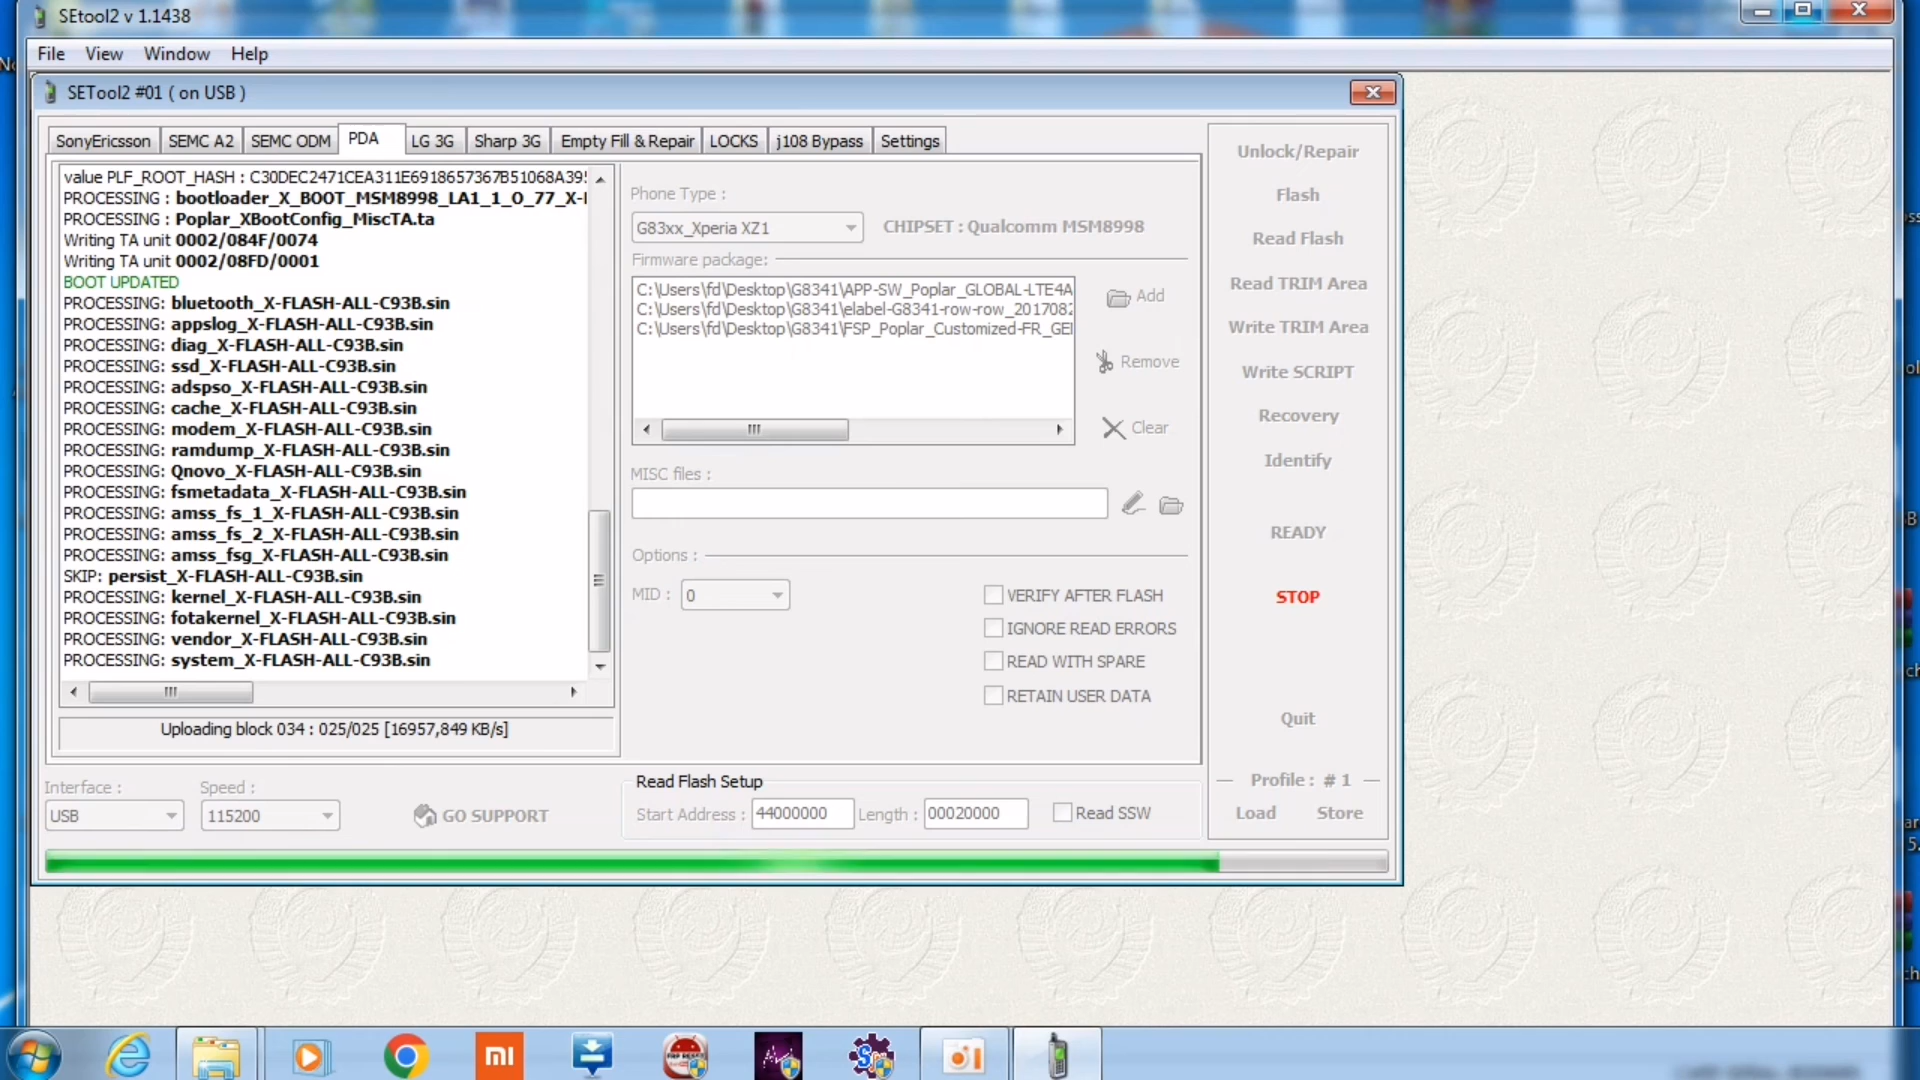 SEtool2 v 1.1438
File View Window Help
SETool2 #01 ( on USB )
SonyEricsson SEMC A2 SEMC ODM PDA LG 3G Sharp 3G Empty Fill & Repair LOCKS j108 Bypass Settings
value PLF_ROOT_HASH : C30DEC2471CEA311E6918657367B51068A395
PROCESSING : bootloader_X_BOOT_MSM8998_LA1_1_O_77_X-
PROCESSING : Poplar_XBootConfig_MiscTA.ta
Writing TA unit 0002/084F/0074
Writing TA unit 0002/08FD/0001
BOOT UPDATED
PROCESSING: bluetooth_X-FLASH-ALL-C93B.sin
PROCESSING: appslog_X-FLASH-ALL-C93B.sin
PROCESSING: diag_X-FLASH-ALL-C93B.sin
PROCESSING: ssd_X-FLASH-ALL-C93B.sin
PROCESSING: adspso_X-FLASH-ALL-C93B.sin
PROCESSING: cache_X-FLASH-ALL-C93B.sin
PROCESSING: modem_X-FLASH-ALL-C93B.sin
PROCESSING: ramdump_X-FLASH-ALL-C93B.sin
PROCESSING: Qnovo_X-FLASH-ALL-C93B.sin
PROCESSING: fsmetadata_X-FLASH-ALL-C93B.sin
PROCESSING: amss_fs_1_X-FLASH-ALL-C93B.sin
PROCESSING: amss_fs_2_X-FLASH-ALL-C93B.sin
PROCESSING: amss_fsg_X-FLASH-ALL-C93B.sin
SKIP: persist_X-FLASH-ALL-C93B.sin
PROCESSING: kernel_X-FLASH-ALL-C93B.sin
PROCESSING: fotakernel_X-FLASH-ALL-C93B.sin
PROCESSING: vendor_X-FLASH-ALL-C93B.sin
PROCESSING: system_X-FLASH-ALL-C93B.sin
Uploading block 034 : 025/025 [16957,849 KB/s]
Phone Type :
G83xx_Xperia XZ1 CHIPSET : Qualcomm MSM8998
Firmware package:
C:\Users\fd\Desktop\G8341\APP-SW_Poplar_GLOBAL-LTE4A
C:\Users\fd\Desktop\G8341\elabel-G8341-row-row_2017082
C:\Users\fd\Desktop\G8341\FSP_Poplar_Customized-FR_GE
Add
Remove
Clear
MISC files :
Options :
MID : 0
VERIFY AFTER FLASH
IGNORE READ ERRORS
READ WITH SPARE
RETAIN USER DATA
Unlock/Repair
Flash
Read Flash
Read TRIM Area
Write TRIM Area
Write SCRIPT
Recovery
Identify
READY
STOP
Quit
Profile : # 1
Load Store
Interface : Speed :
USB 115200 GO SUPPORT
Read Flash Setup
Start Address : 44000000 Length : 00020000 Read SSW